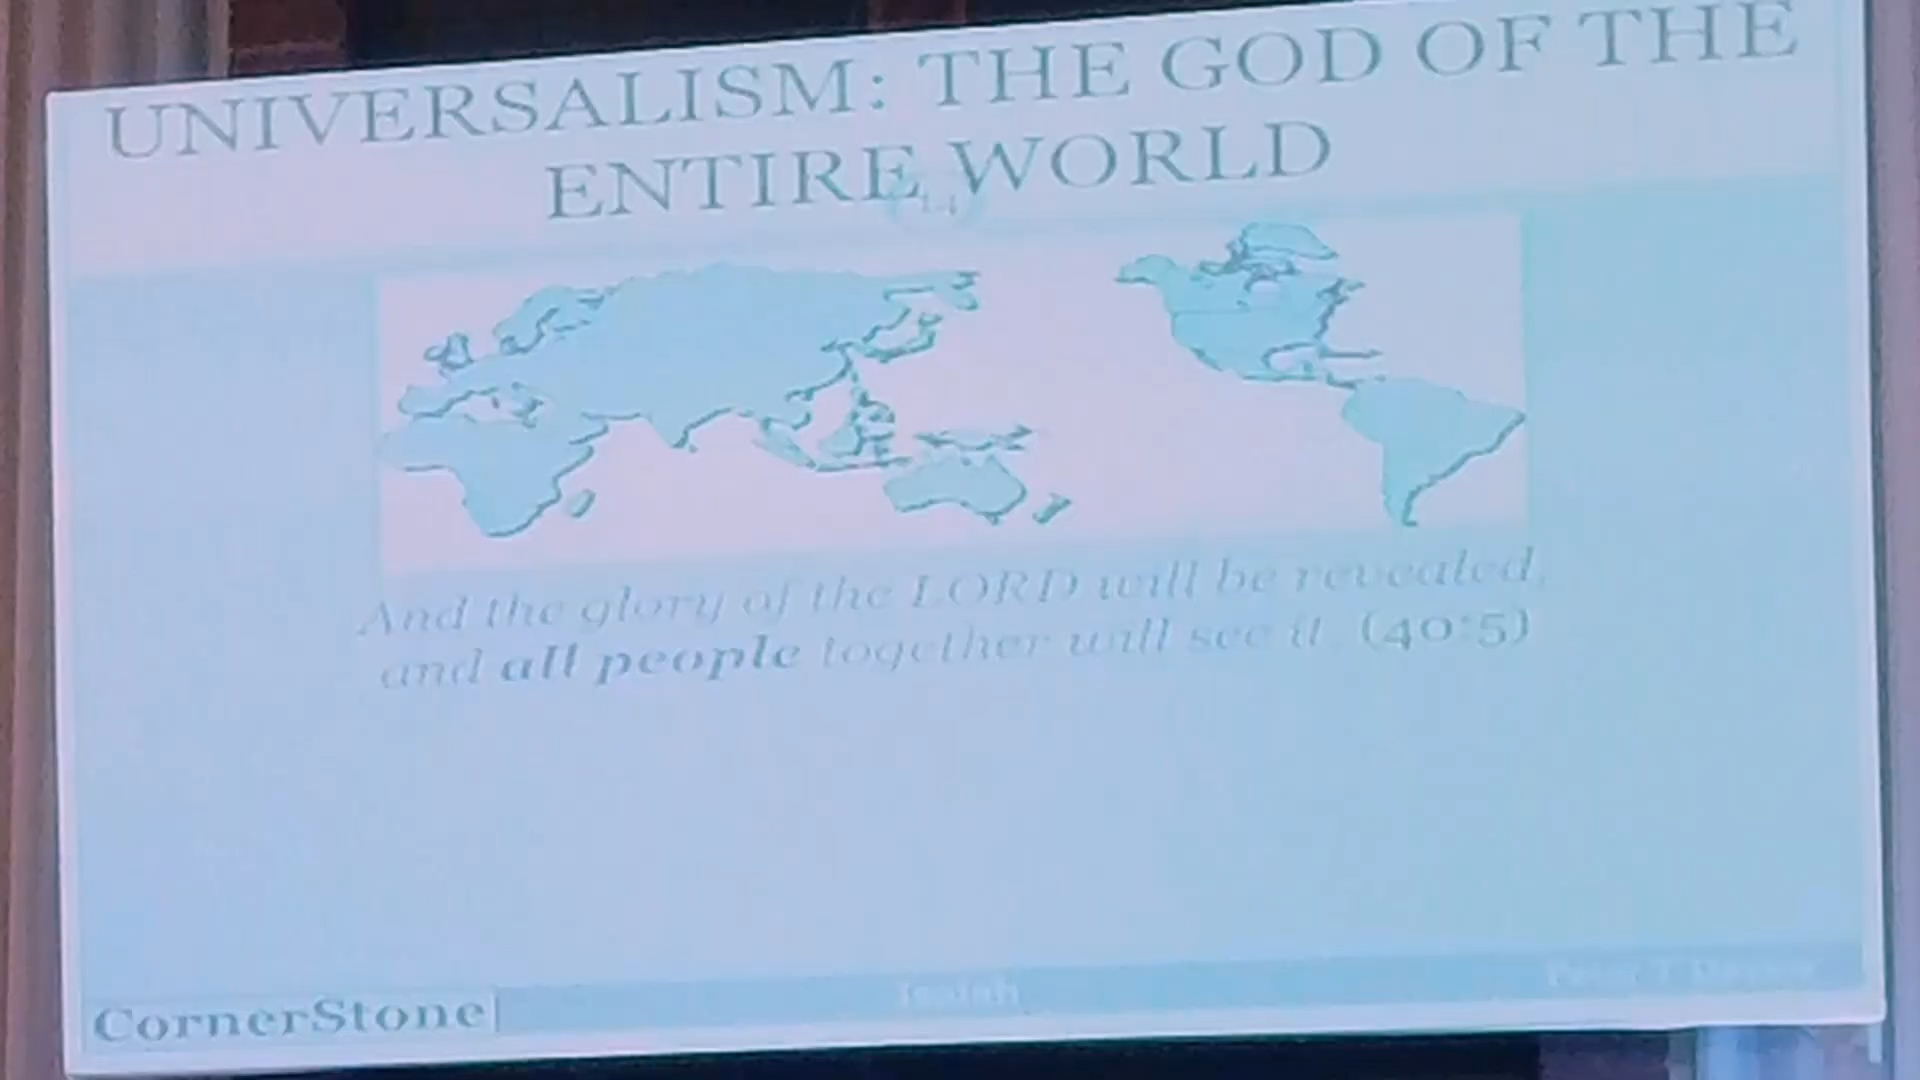 UNIVERSALISM: THE GOD OF THE
ENTIRE WORLD
And the glory of the LORD will be revealed,
and all people together will see it. (40:5)
CornerStone
Isaiah
Peter T